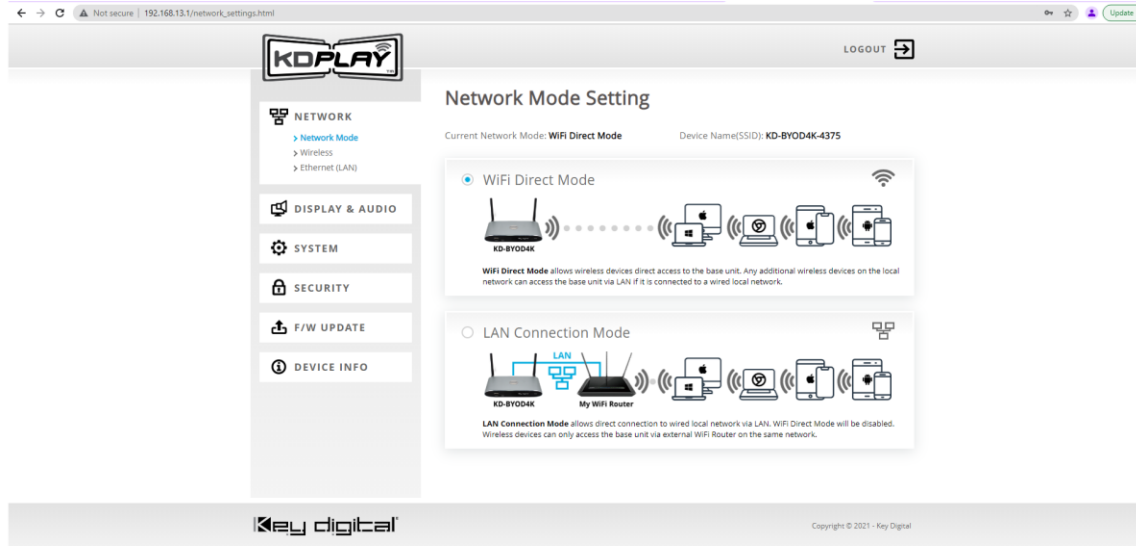 Not secure | 192.168.13.1/network_settings.html
Update
KDPLAY
LOGOUT
NETWORK
> Network Mode
> Wireless
> Ethernet (LAN)
DISPLAY & AUDIO
SYSTEM
SECURITY
F/W UPDATE
DEVICE INFO
Network Mode Setting
Current Network Mode: WiFi Direct Mode Device Name(SSID): KD-BYOD4K-4375
WiFi Direct Mode
KD-BYOD4K
WiFi Direct Mode allows wireless devices direct access to the base unit. Any additional wireless devices on the local
network can access the base unit via LAN if it is connected to a wired local network.
LAN Connection Mode
LAN
KD-BYOD4K My WiFi Router
LAN Connection Mode allows direct connection to wired local network via LAN. WiFi Direct Mode will be disabled.
Wireless devices can only access the base unit via external WiFi Router on the same network.
Key digital
Copyright © 2021 - Key Digital